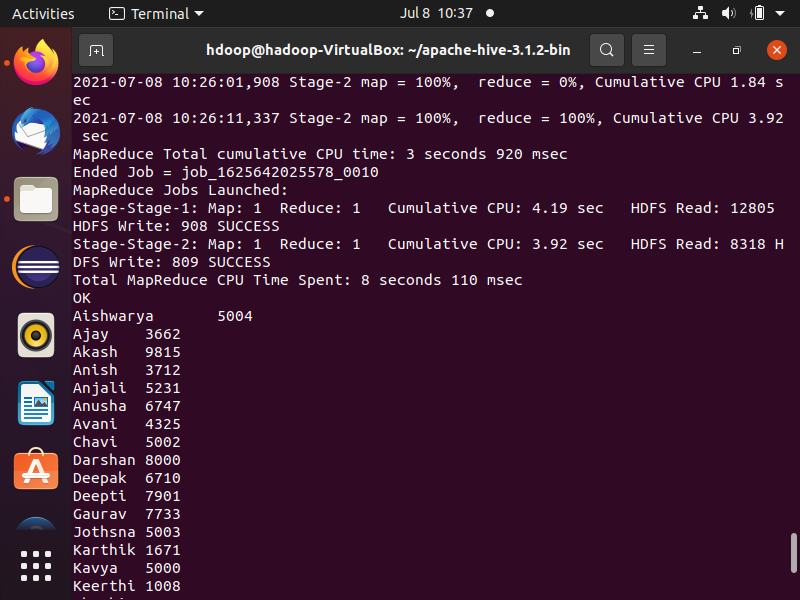 Activities Terminal Jul 8 10:37
hdoop@hadoop-VirtualBox: ~/apache-hive-3.1.2-bin
2021-07-08 10:26:01,908 Stage-2 map = 100%,  reduce = 0%, Cumulative CPU 1.84 s
ec
2021-07-08 10:26:11,337 Stage-2 map = 100%,  reduce = 100%, Cumulative CPU 3.92
 sec
MapReduce Total cumulative CPU time: 3 seconds 920 msec
Ended Job = job_1625642025578_0010
MapReduce Jobs Launched:
Stage-Stage-1: Map: 1  Reduce: 1   Cumulative CPU: 4.19 sec   HDFS Read: 12805
HDFS Write: 908 SUCCESS
Stage-Stage-2: Map: 1  Reduce: 1   Cumulative CPU: 3.92 sec   HDFS Read: 8318 H
DFS Write: 809 SUCCESS
Total MapReduce CPU Time Spent: 8 seconds 110 msec
OK
Aishwarya       5004
Ajay    3662
Akash   9815
Anish   3712
Anjali  5231
Anusha  6747
Avani   4325
Chavi   5002
Darshan 8000
Deepak  6710
Deepti  7901
Gaurav  7733
Jothsna 5003
Karthik 1671
Kavya   5000
Keerthi 1008